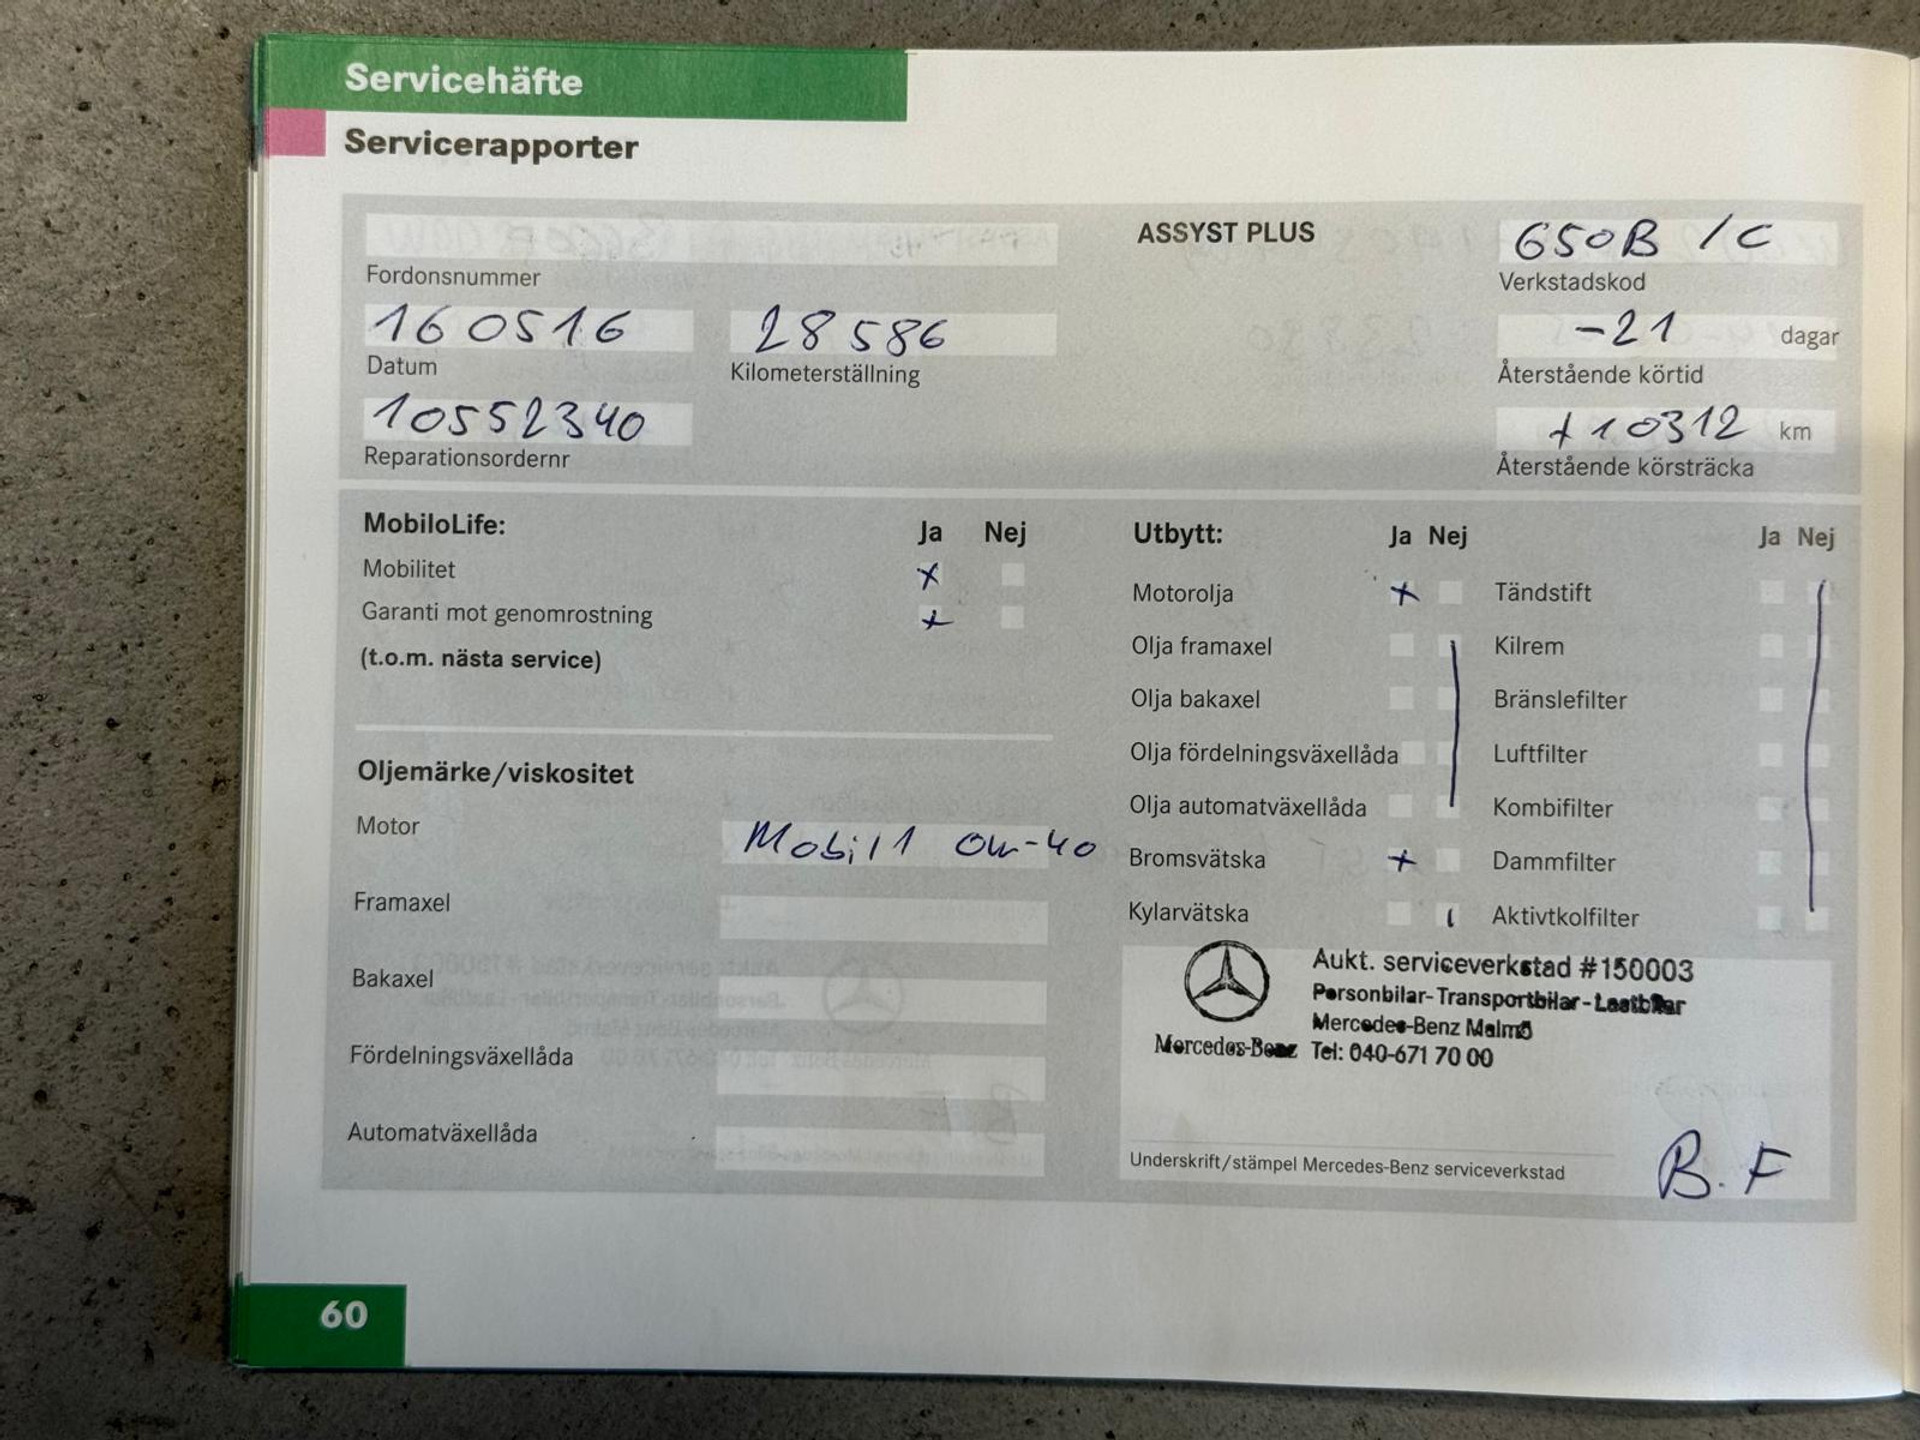 Servicehäfte
Servicerapporter
Fordonsnummer
160516
Datum
28586
Kilometerställning
10552340
Reparationsordernr
ASSYST PLUS
650B /C
Verkstadskod
-21 dagar
Återstående körtid
+10312 km
Återstående körsträcka
MobiloLife: Ja Nej
Mobilitet x
Garanti mot genomrostning x
(t.o.m. nästa service)
Oljemärke/viskositet
Motor Mobil 1 0W-40
Framaxel
Bakaxel
Fördelningsväxellåda
Automatväxellåda
Utbytt: Ja Nej Ja Nej
Motorolja x Tändstift
Olja framaxel Kilrem
Olja bakaxel Bränslefilter
Olja fördelningsväxellåda Luftfilter
Olja automatväxellåda Kombifilter
Bromsvätska x Dammfilter
Kylarvätska Aktivtkolfilter
Aukt. serviceverkstad #150003
Personbilar-Transportbilar-Lastbilar
Mercedes-Benz Malmö
Mercedes-Benz Tel: 040-671 70 00
B.F
Underskrift/stämpel Mercedes-Benz serviceverkstad
60